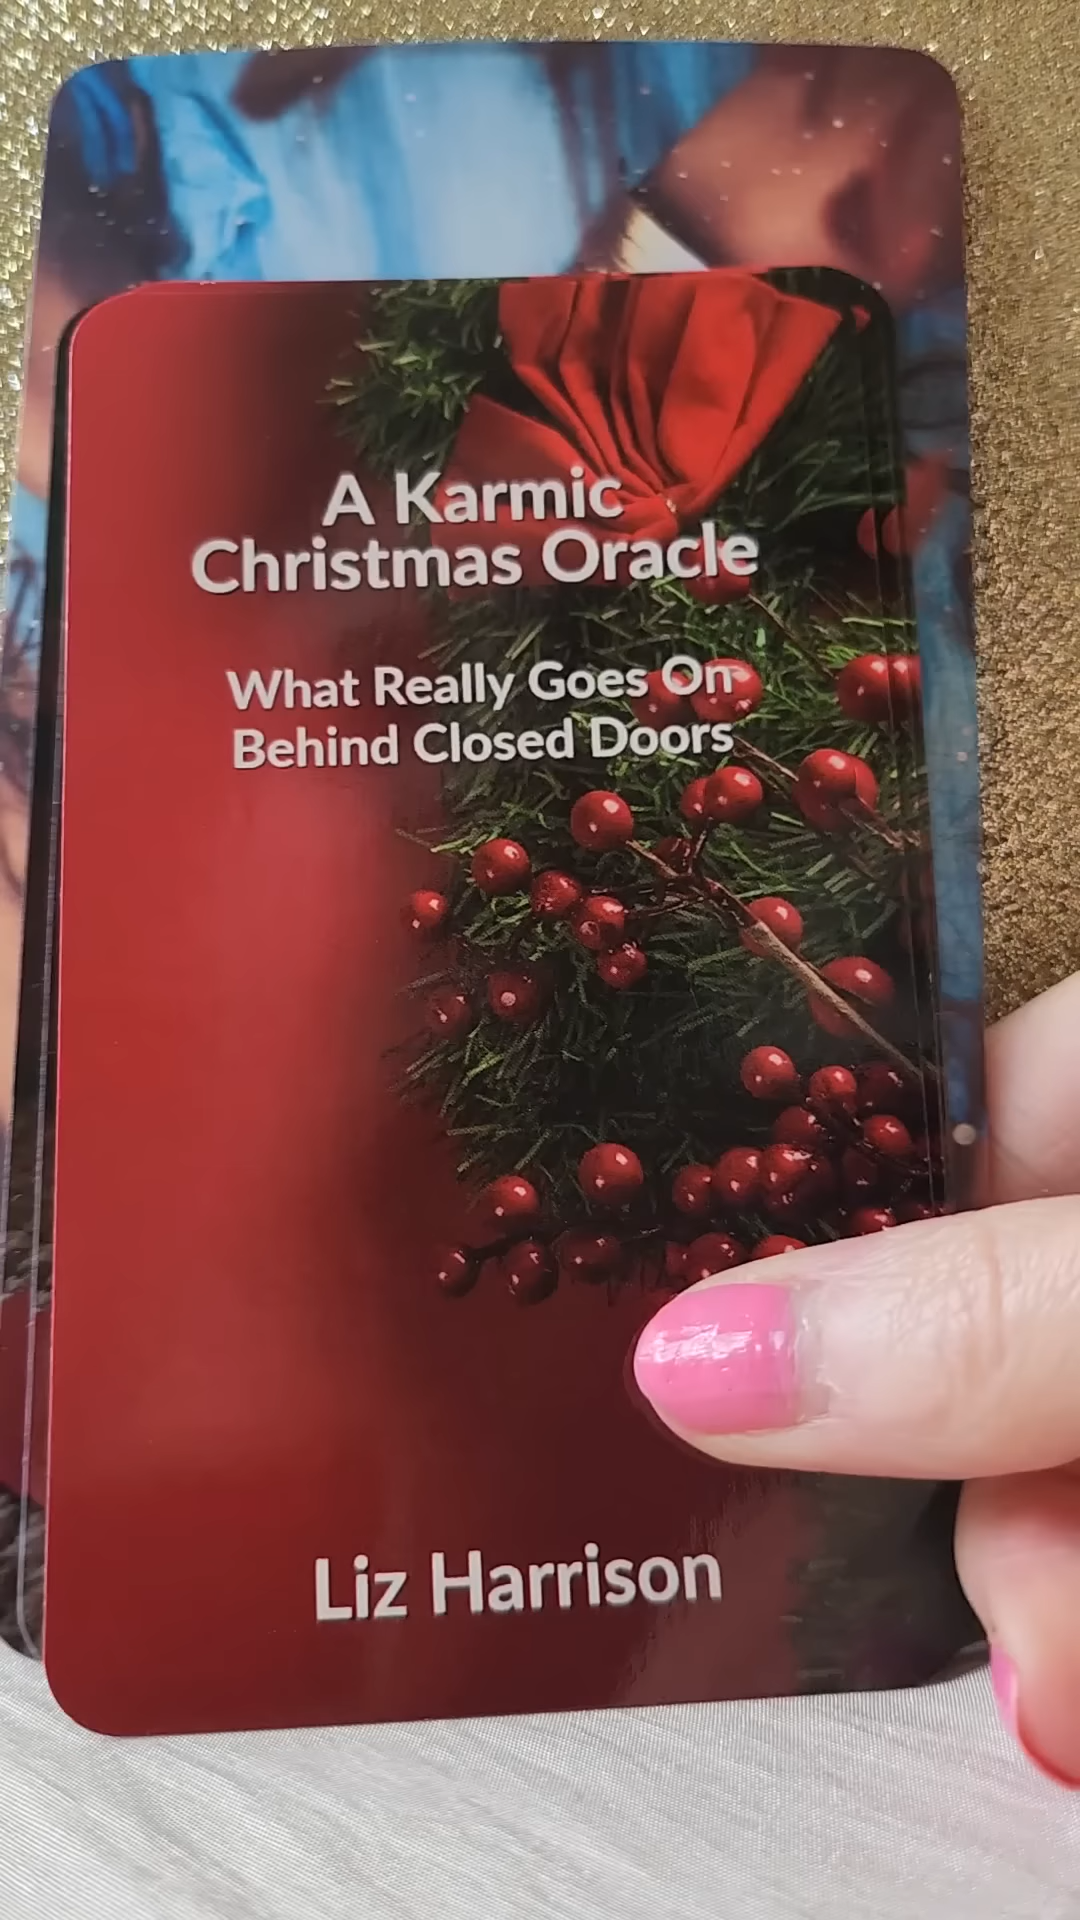 A Karmic
Christmas Oracle
What Really Goes On
Behind Closed Doors
Liz Harrison